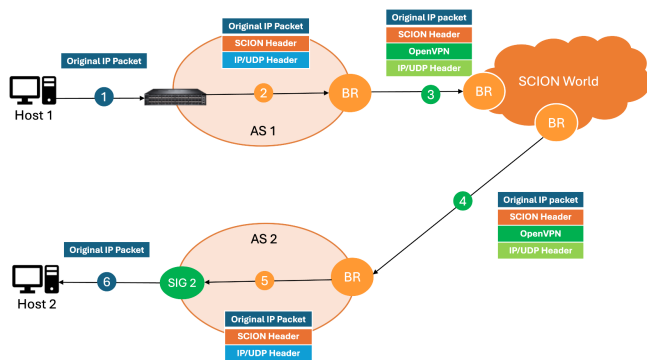 Original IP Packet
SCION Header
IP/UDP Header
Original IP packet
SCION Header
OpenVPN
IP/UDP Header
Original IP Packet
1
2
BR
3
BR
SCION World
Host 1
AS 1
BR
4
Original IP packet
SCION Header
OpenVPN
IP/UDP Header
AS 2
Original IP Packet
6
SIG 2
5
BR
Host 2
Original IP Packet
SCION Header
IP/UDP Header